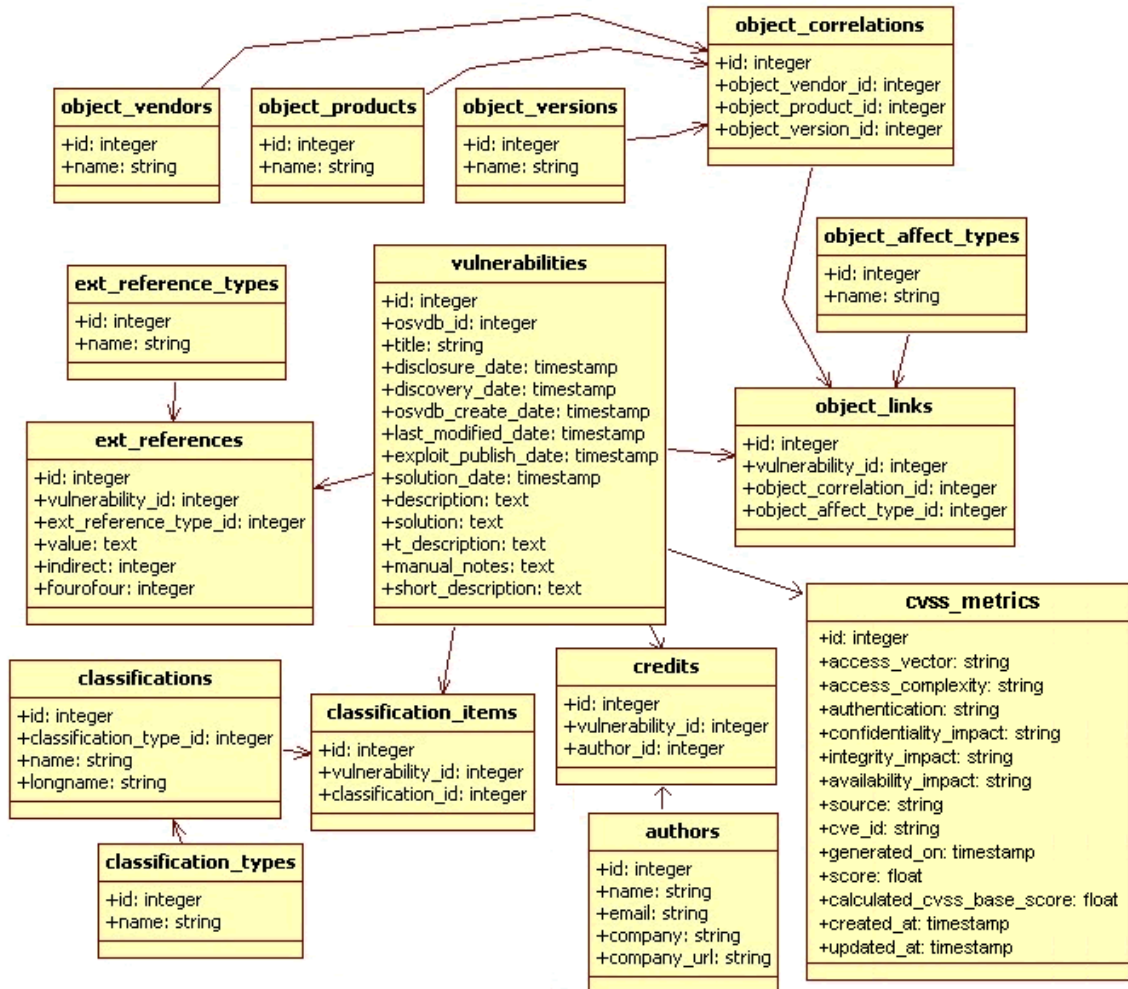 object_correlations
+id: integer
+object_vendor_id: integer
+object_product_id: integer
+object_version_id: integer
object_vendors
+id: integer
+name: string
object_products
+id: integer
+name: string
object_versions
+id: integer
+name: string
object_affect_types
+id: integer
+name: string
vulnerabilities
+id: integer
+osvdb_id: integer
+title: string
+disclosure_date: timestamp
+discovery_date: timestamp
+osvdb_create_date: timestamp
+last_modified_date: timestamp
+exploit_publish_date: timestamp
+solution_date: timestamp
+description: text
+solution: text
+t_description: text
+manual_notes: text
+short_description: text
ext_reference_types
+id: integer
+name: string
object_links
+id: integer
+vulnerability_id: integer
+object_correlation_id: integer
+object_affect_type_id: integer
ext_references
+id: integer
+vulnerability_id: integer
+ext_reference_type_id: integer
+value: text
+indirect: integer
+fourofour: integer
cvss_metrics
+id: integer
+access_vector: string
+access_complexity: string
+authentication: string
+confidentiality_impact: string
+integrity_impact: string
+availability_impact: string
+source: string
+cve_id: string
+generated_on: timestamp
+score: float
+calculated_cvss_base_score: float
+created_at: timestamp
+updated_at: timestamp
classifications
+id: integer
+classification_type_id: integer
+name: string
+longname: string
classification_items
+id: integer
+vulnerability_id: integer
+classification_id: integer
credits
+id: integer
+vulnerability_id: integer
+author_id: integer
classification_types
+id: integer
+name: string
authors
+id: integer
+name: string
+email: string
+company: string
+company_url: string